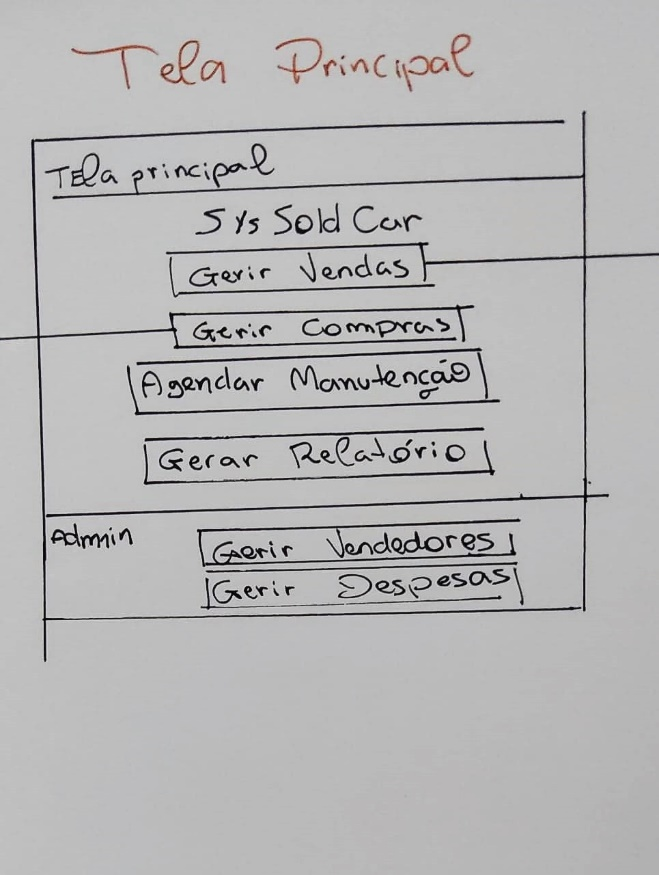 Tela Principal
Tela principal
Sys Sold Car
Gerir Vendas
Gerir Compras
Agendar Manutenção
Gerar Relatório
Admin
Gerir Vendedores
Gerir Despesas